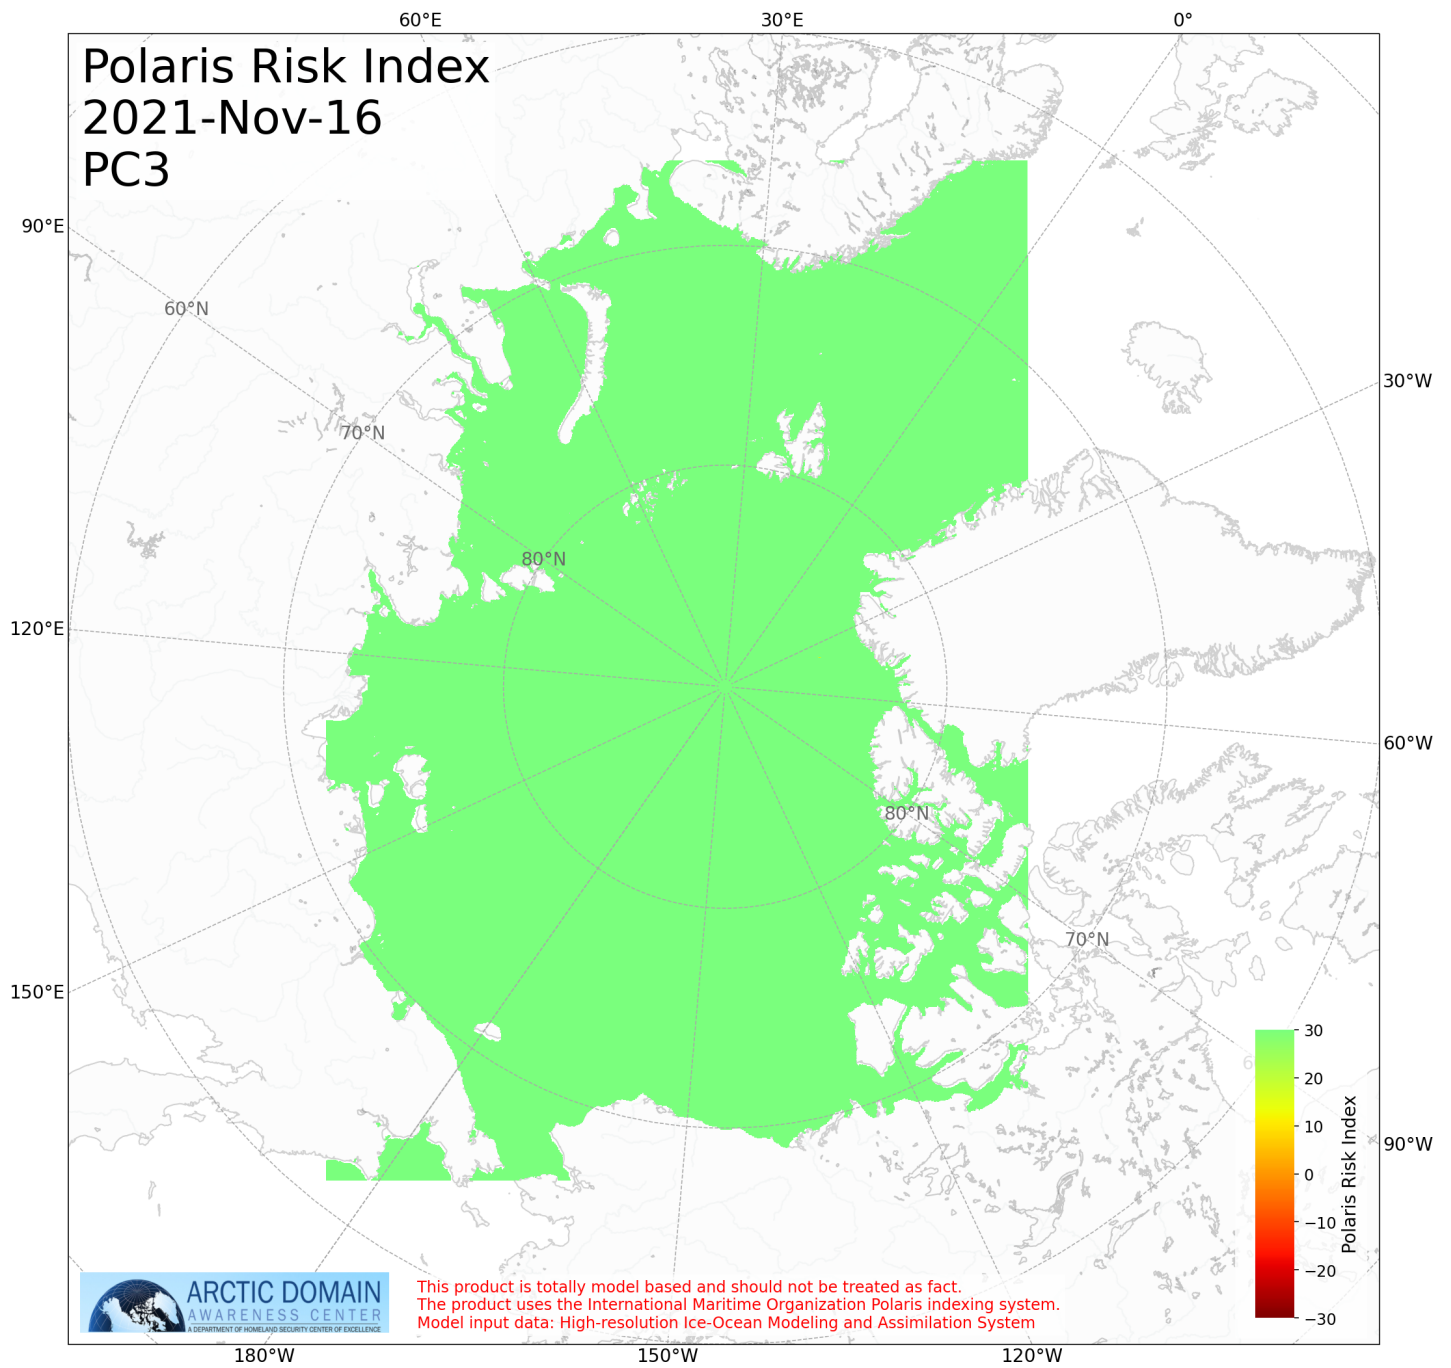 60°E 30°E 0°
Polaris Risk Index
2021-Nov-16
PC3
90°E
60°N
30°W
70°N
80°N
120°E
60°W
80°N
70°N
150°E
30
20
10
0
−10
−20
−30
Polaris Risk Index
90°W
ARCTIC DOMAIN
AWARENESS CENTER
A DEPARTMENT OF HOMELAND SECURITY CENTER OF EXCELLENCE
This product is totally model based and should not be treated as fact.
The product uses the International Maritime Organization Polaris indexing system.
Model input data: High-resolution Ice-Ocean Modeling and Assimilation System
180°W 150°W 120°W